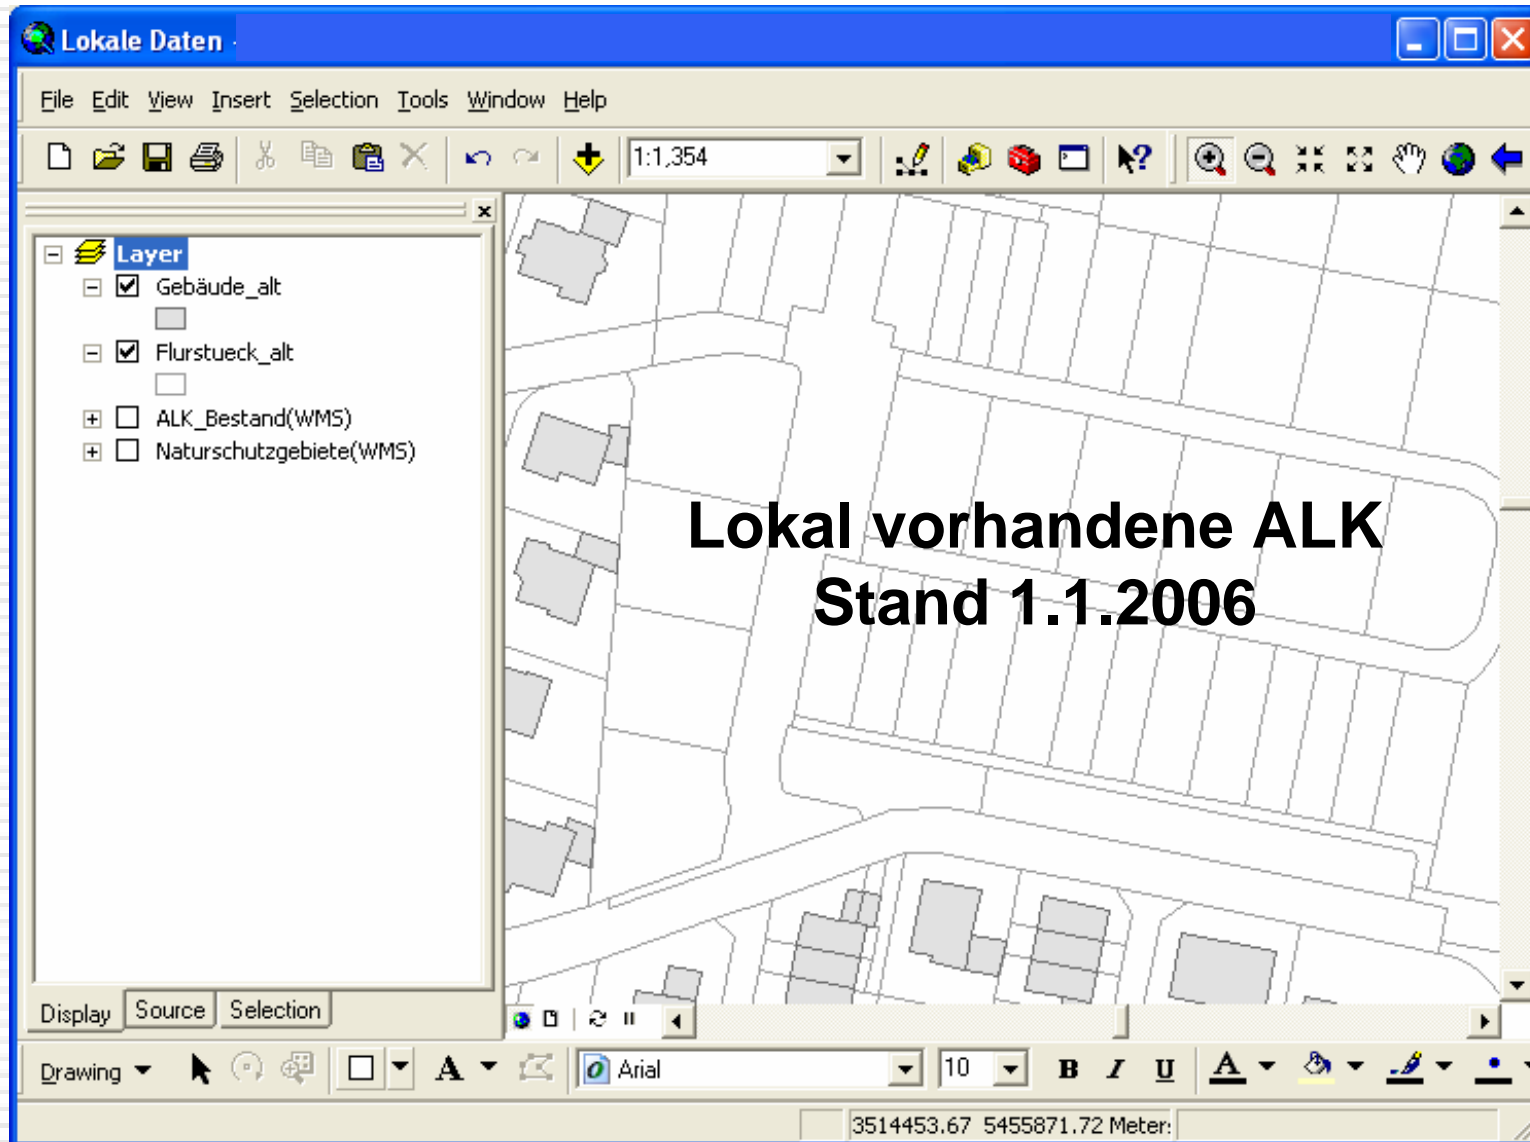 Lokale Daten -
File Edit View Insert Selection Tools Window Help
1:1,354
Layer
Gebäude_alt
Flurstueck_alt
ALK_Bestand(WMS)
Naturschutzgebiete(WMS)
Lokal vorhandene ALK
Stand 1.1.2006
Display Source Selection
Drawing A Arial 10 B I U A
3514453.67 5455871.72 Meter: